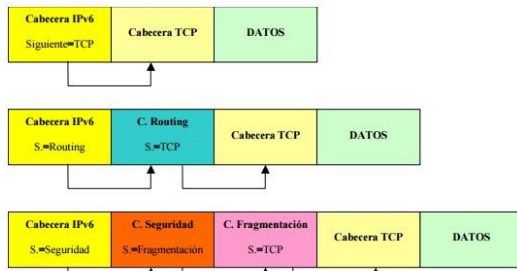 Cabecera IPv6
Siguiente=TCP
Cabecera TCP
DATOS
Cabecera IPv6
S.=Routing
C. Routing
S.=TCP
Cabecera TCP
DATOS
Cabecera IPv6
S.=Seguridad
C. Seguridad
S.=Fragmentación
C. Fragmentación
S.=TCP
Cabecera TCP
DATOS